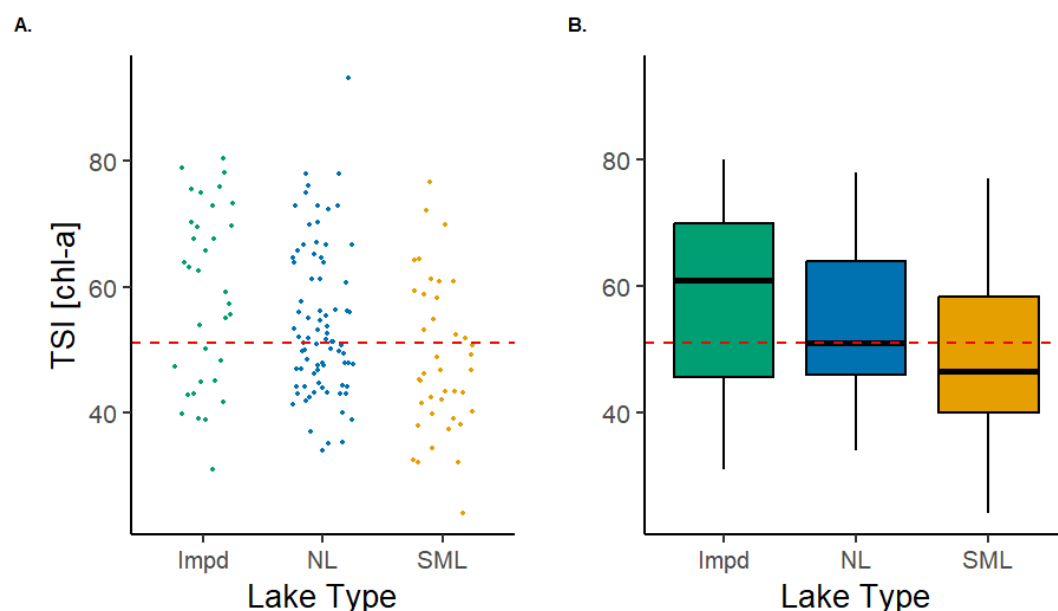 A.
TSI [chl-a]
80
60
40
Impd NL SML
Lake Type
B.
80
60
40
Impd NL SML
Lake Type